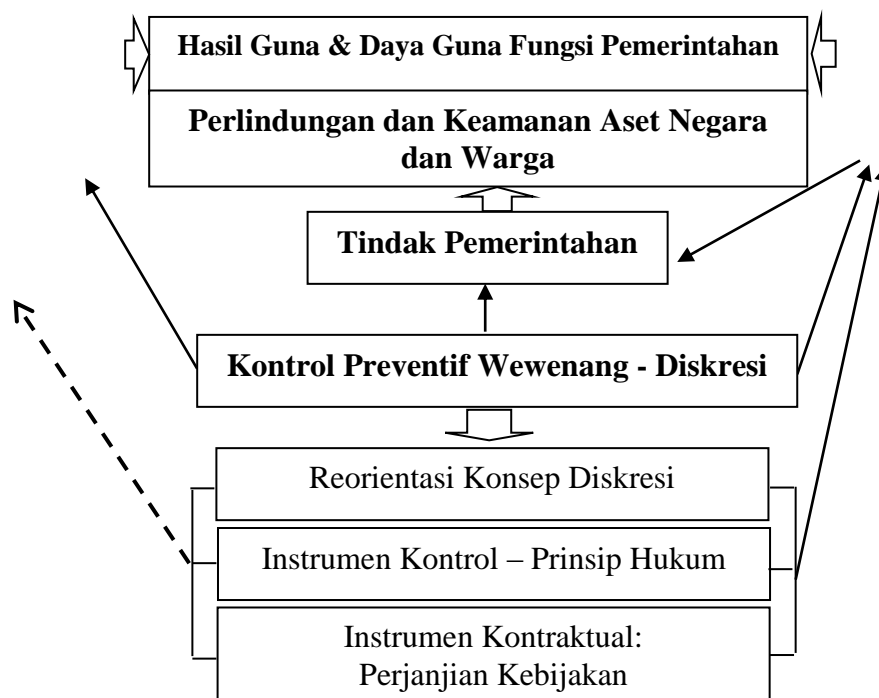 Hasil Guna & Daya Guna Fungsi Pemerintahan
Perlindungan dan Keamanan Aset Negara
dan Warga
Tindak Pemerintahan
Kontrol Preventif Wewenang - Diskresi
Reorientasi Konsep Diskresi
Instrumen Kontrol – Prinsip Hukum
Instrumen Kontraktual:
Perjanjian Kebijakan